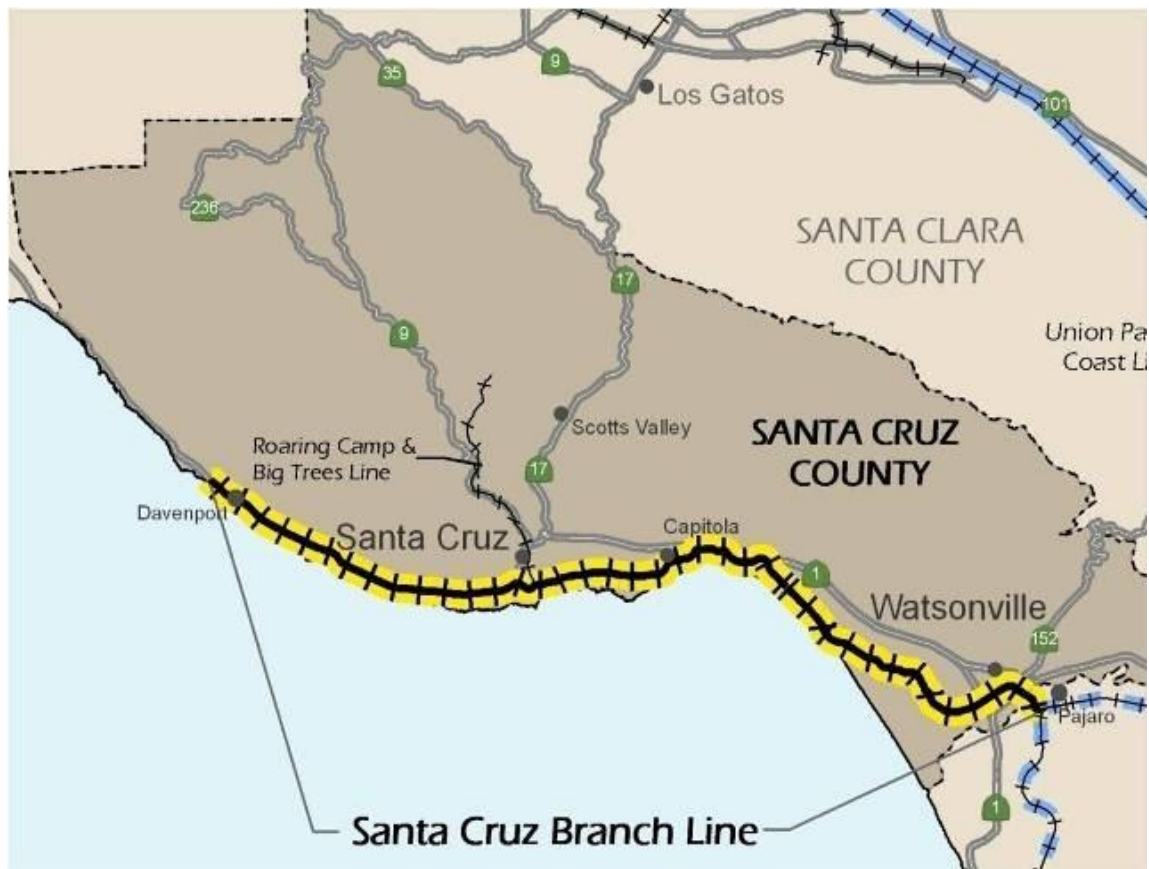 35
9
Los Gatos
101
236
SANTA CLARA
COUNTY
17
9
Union Pa
Coast L
Scotts Valley
SANTA CRUZ
COUNTY
Roaring Camp &
Big Trees Line
17
Davenport
Santa Cruz
Capitola
1
Watsonville
152
Pajaro
1
Santa Cruz Branch Line